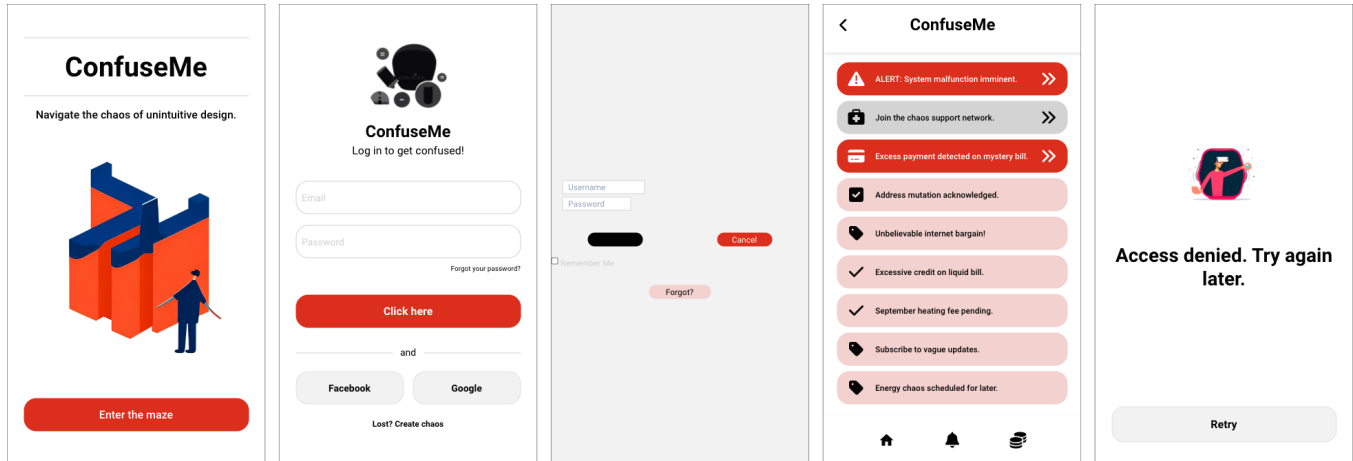 ConfuseMe
Navigate the chaos of unintuitive design.
Enter the maze
ConfuseMe
Log in to get confused!
Email
Password
Forgot your password?
Click here
and
Facebook
Google
Lost? Create chaos
Username
Password
Cancel
Remember Me
Forgot?
ConfuseMe
ALERT: System malfunction imminent.
Join the chaos support network.
Excess payment detected on mystery bill.
Address mutation acknowledged.
Unbelievable internet bargain!
Excessive credit on liquid bill.
September heating fee pending.
Subscribe to vague updates.
Energy chaos scheduled for later.
Access denied. Try again
later.
Retry